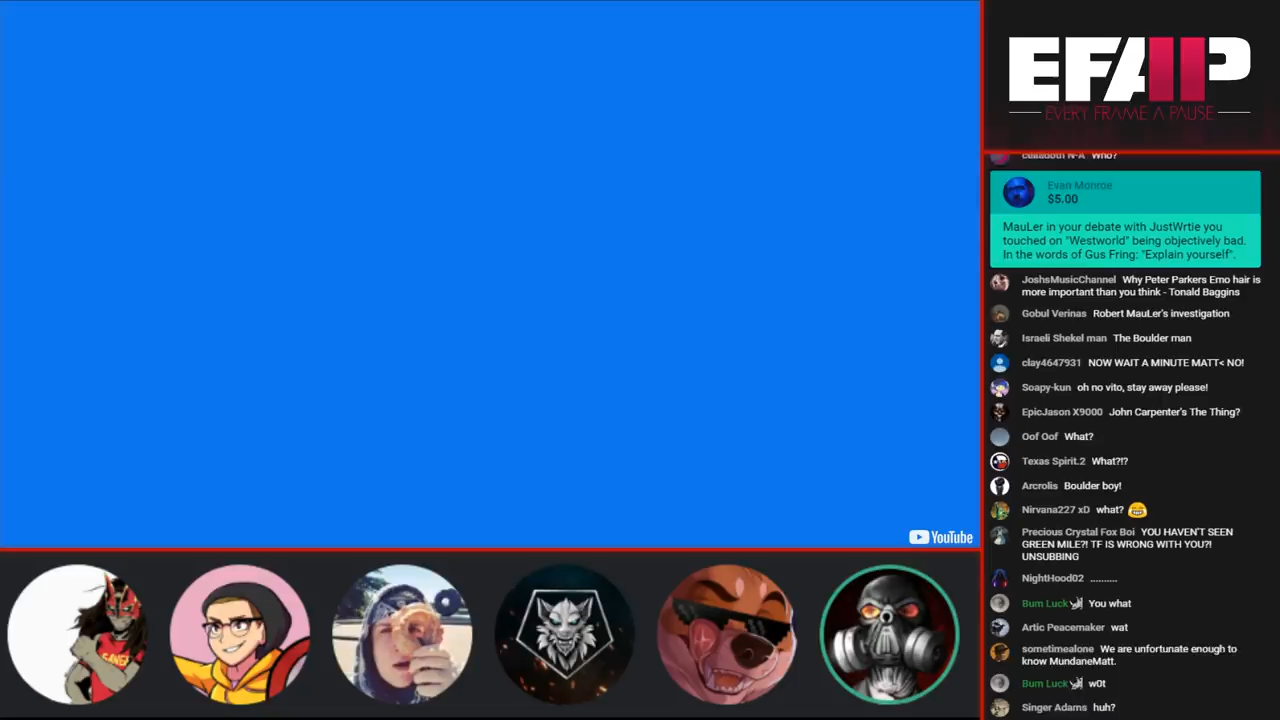 EFAP
EVERY FRAME A PAUSE
celladoth N-A Who?
Evan Monroe
$5.00
MauLer in your debate with JustWrtie you
touched on "Westworld" being objectively bad.
In the words of Gus Fring: "Explain yourself".
JoshsMusicChannel Why Peter Parkers Emo hair is
more important than you think - Tonald Baggins
Gobul Verinas Robert MauLer's investigation
Israeli Shekel man The Boulder man
clay4647931 NOW WAIT A MINUTE MATT< NO!
Soapy-kun oh no vito, stay away please!
EpicJason X9000 John Carpenter's The Thing?
Oof Oof What?
Texas Spirit.2 What?!?
Arcrolis Boulder boy!
Nirvana227 xD what? 😂
Precious Crystal Fox Boi YOU HAVEN'T SEEN
GREEN MILE?! TF IS WRONG WITH YOU?!
UNSUBBING
NightHood02 ..........
Bum Luck You what
Artic Peacemaker wat
sometimealone We are unfortunate enough to
know MundaneMatt.
Bum Luck w0t
Singer Adams huh?
YouTube